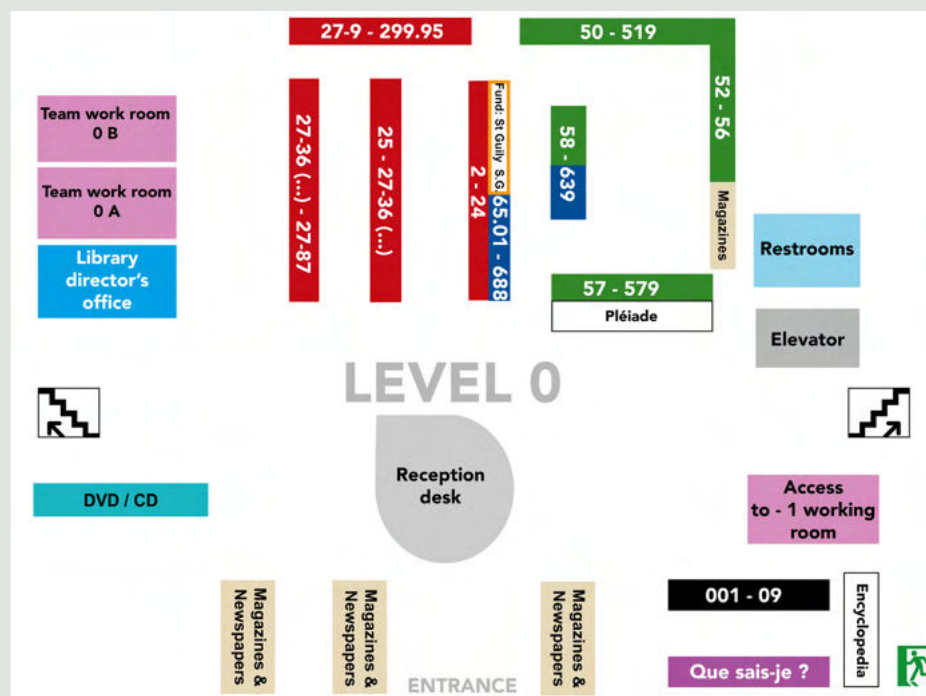 27-9 - 299.95
50 - 519
Team work room
0 B
Team work room
0 A
Library
director's
office
27-36 (...) - 27-87
25 - 27-36 (...)
2 - 24
Fund: St Guily S.G.
65.01 - 688
58 - 639
52 - 56
Magazines
57 - 579
Pléiade
Restrooms
Elevator
LEVEL 0
Reception
desk
DVD / CD
Access
to - 1 working
room
Magazines &
Newspapers
Magazines &
Newspapers
Magazines &
Newspapers
001 - 09
Encyclopedia
Que sais-je ?
ENTRANCE